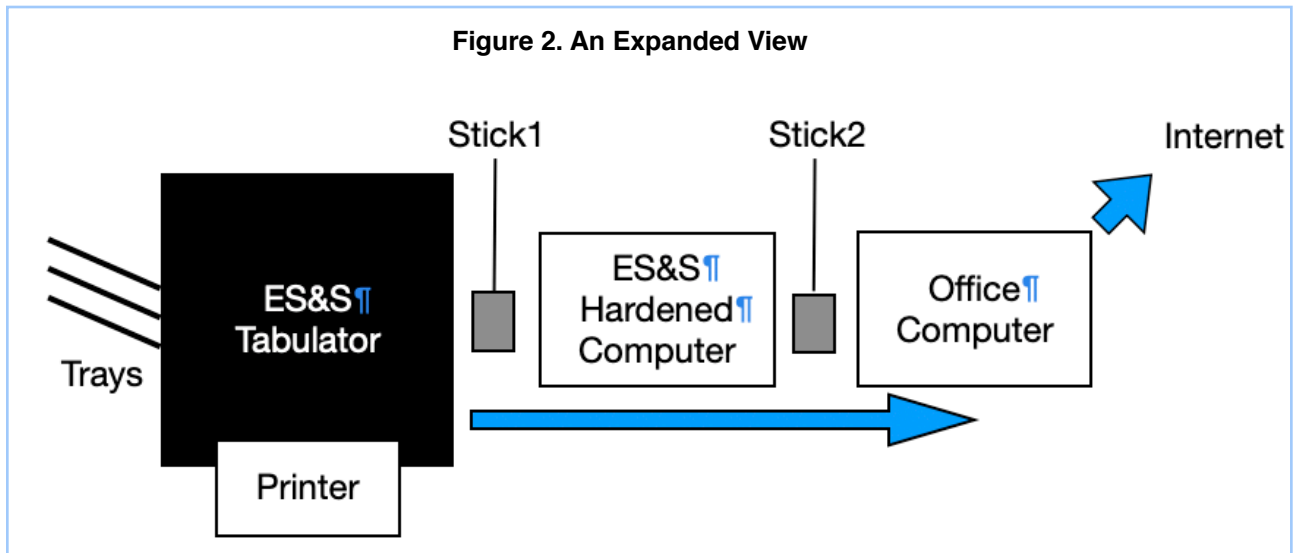 Figure 2. An Expanded View
Stick1
Stick2
Internet
ES&S¶
Tabulator
ES&S¶
Hardened¶
Computer
Office¶
Computer
Trays
Printer